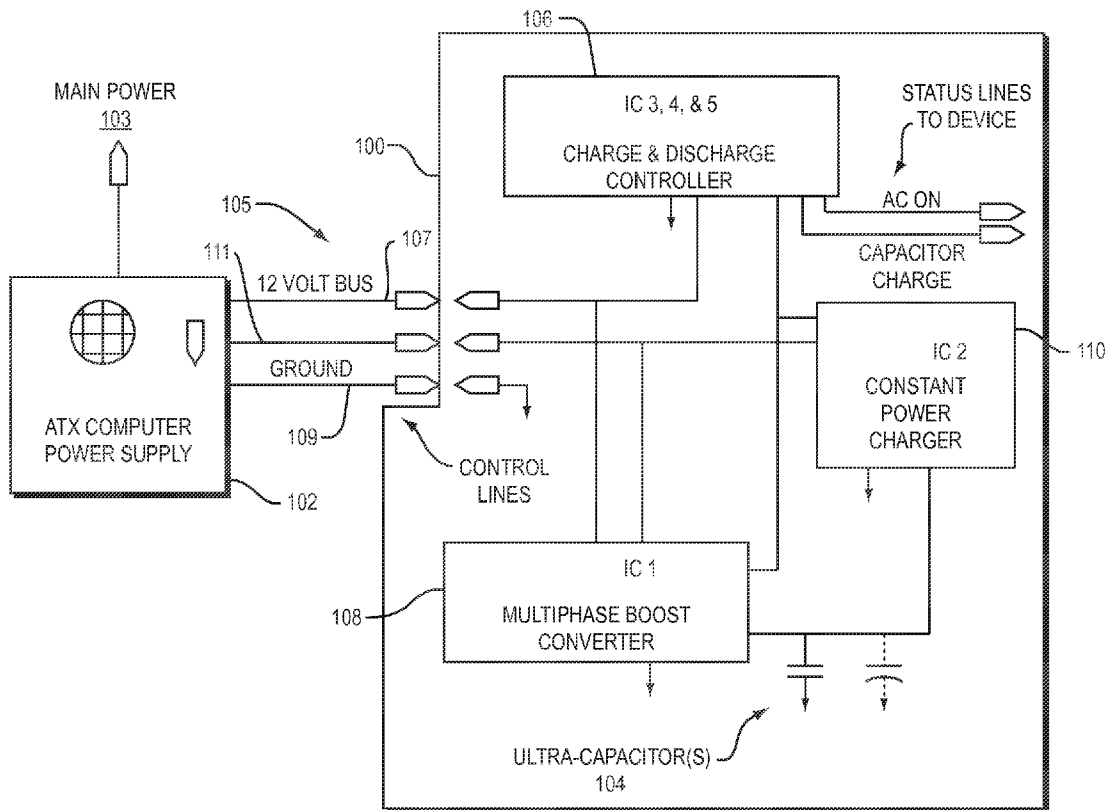 106
MAIN POWER
103
IC 3, 4, & 5
CHARGE & DISCHARGE
CONTROLLER
STATUS LINES
TO DEVICE
100
AC ON
105
107
111
12 VOLT BUS
CAPACITOR
CHARGE
GROUND
IC 2
CONSTANT
POWER
CHARGER
110
ATX COMPUTER
POWER SUPPLY
109
CONTROL
LINES
102
IC 1
MULTIPHASE BOOST
CONVERTER
108
ULTRA-CAPACITOR(S)
104